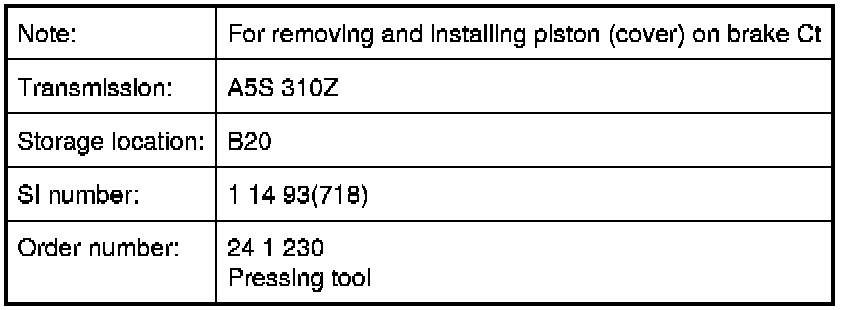 Note: For removing and installing piston (cover) on brake Ct
Transmission: A5S 310Z
Storage location: B20
SI number: 1 14 93(718)
Order number: 24 1 230
Pressing tool